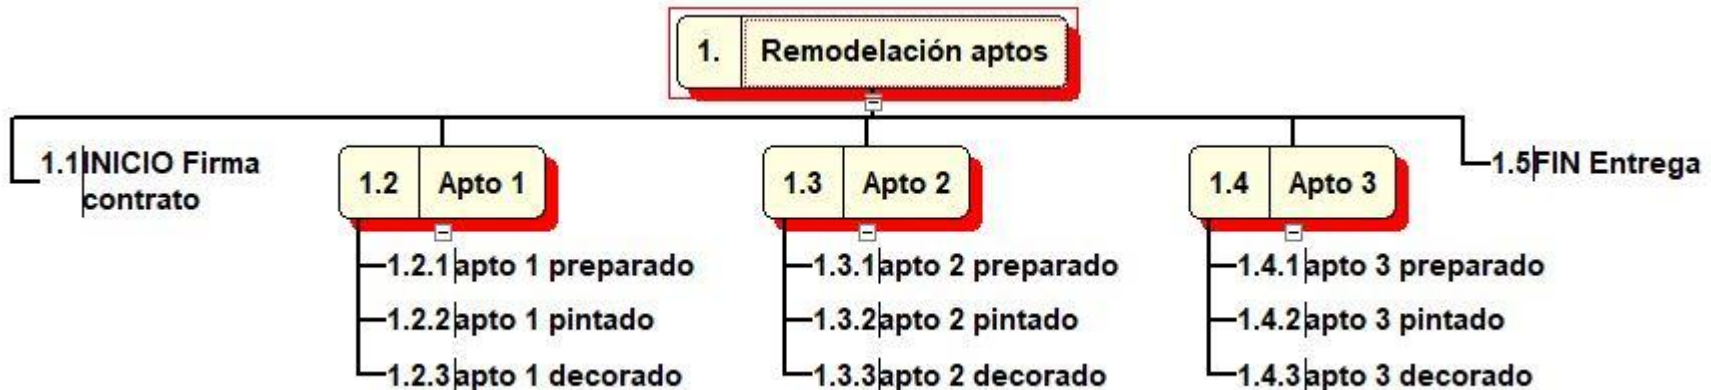 1. Remodelación aptos
1.1 INICIO Firma
contrato
1.2 Apto 1
1.2.1 apto 1 preparado
1.2.2 apto 1 pintado
1.2.3 apto 1 decorado
1.3 Apto 2
1.3.1 apto 2 preparado
1.3.2 apto 2 pintado
1.3.3 apto 2 decorado
1.4 Apto 3
1.4.1 apto 3 preparado
1.4.2 apto 3 pintado
1.4.3 apto 3 decorado
1.5 FIN Entrega